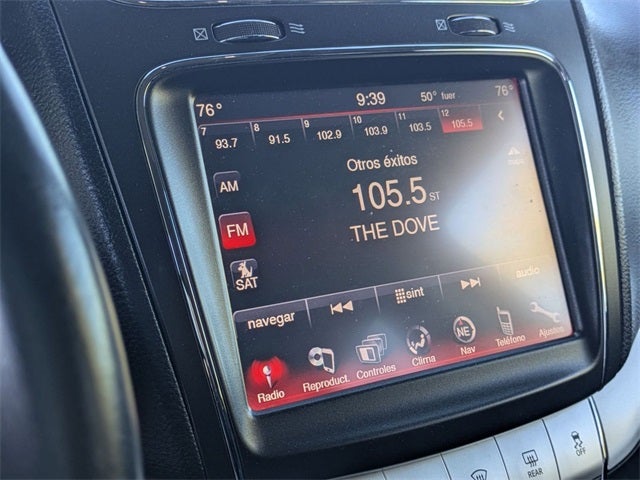 76° 9:39 50° fuer 76°
7 8 9 10 11 12
93.7 91.5 102.9 103.9 103.5 105.5
Otros éxitos
mapa
AM
105.5 ST
FM
THE DOVE
SAT
navegar sint audio
Radio Reproduct. Controles Clima NE Nav Teléfono Ajustes
REAR
OFF